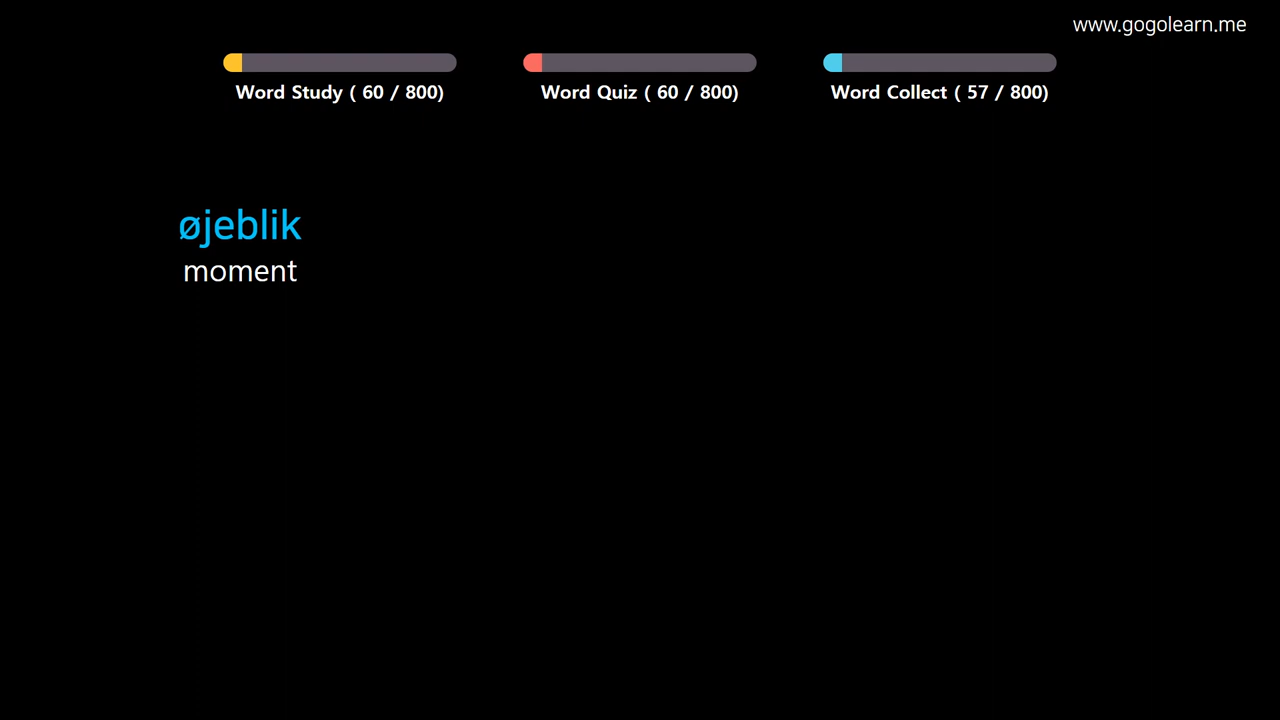 www.gogolearn.me
Word Study ( 60 / 800)
Word Quiz ( 60 / 800)
Word Collect ( 57 / 800)
øjeblik
moment